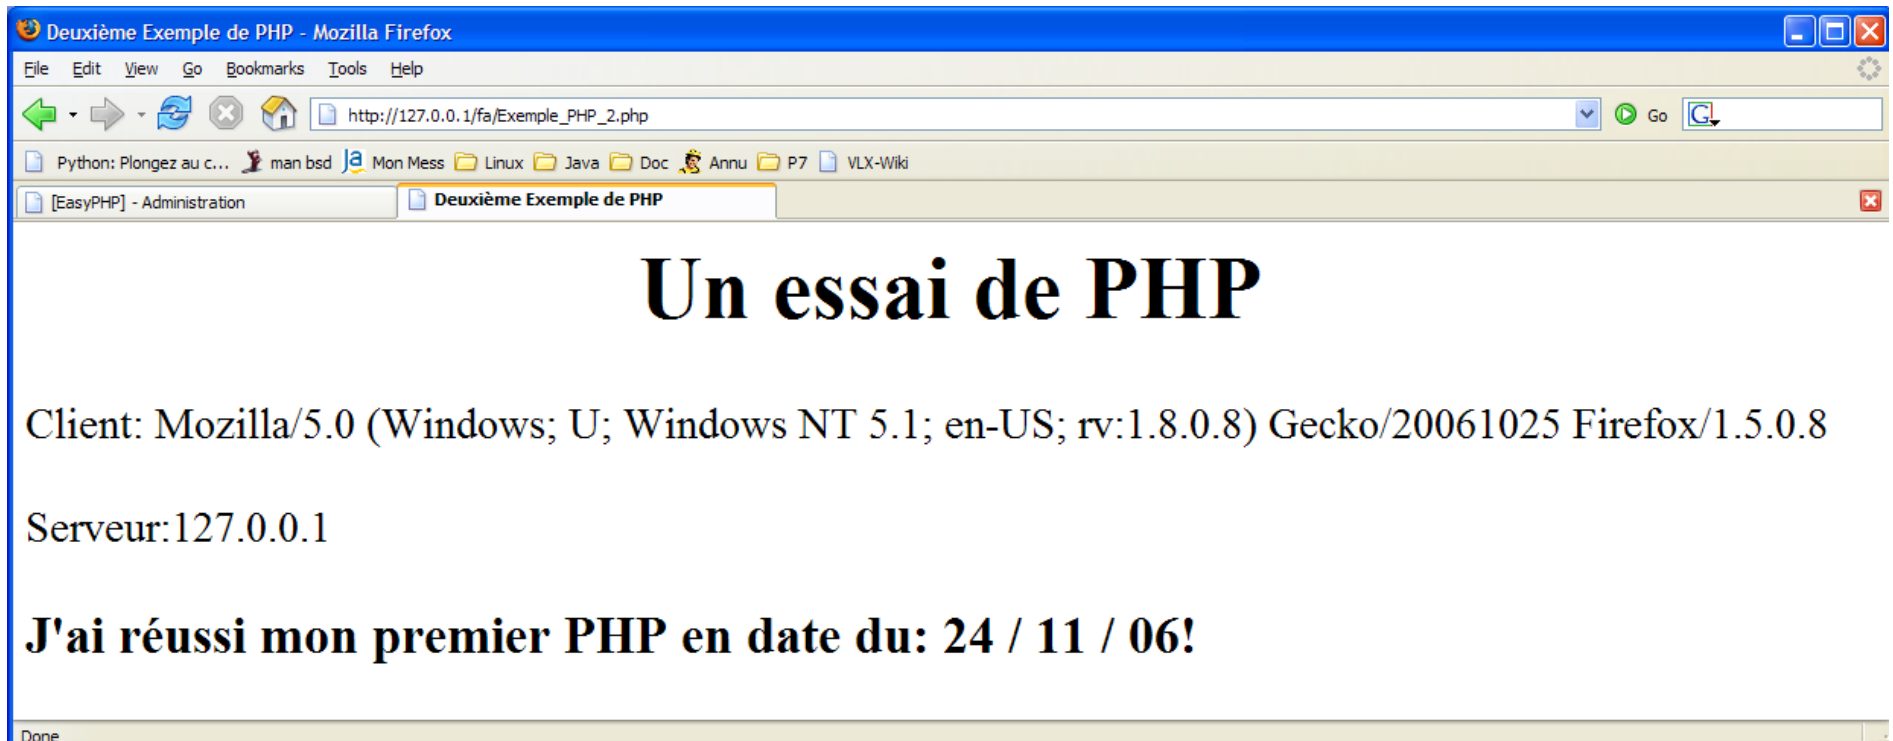 Deuxième Exemple de PHP - Mozilla Firefox
File Edit View Go Bookmarks Tools Help
http://127.0.0.1/fa/Exemple_PHP_2.php Go G
Python: Plongez au c... man bsd Ja Mon Mess Linux Java Doc Annu P7 VLX-Wiki
[EasyPHP] - Administration Deuxième Exemple de PHP
Un essai de PHP
Client: Mozilla/5.0 (Windows; U; Windows NT 5.1; en-US; rv:1.8.0.8) Gecko/20061025 Firefox/1.5.0.8
Serveur:127.0.0.1
J'ai réussi mon premier PHP en date du: 24 / 11 / 06!
Done